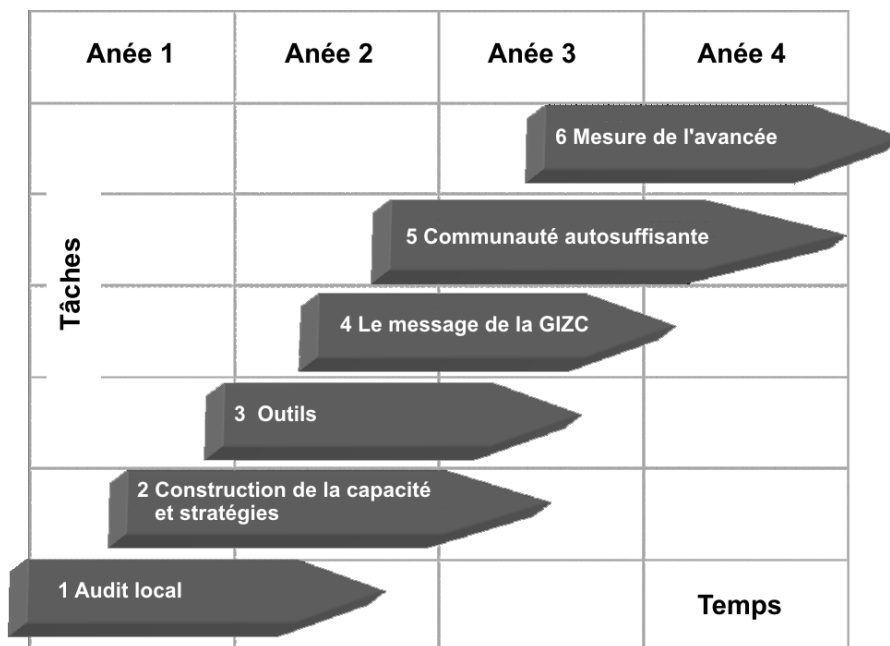 Anée 1 Anée 2 Anée 3 Anée 4
6 Mesure de l'avancée
5 Communauté autosuffisante
Tâches
4 Le message de la GIZC
3 Outils
2 Construction de la capacité
et stratégies
1 Audit local
Temps